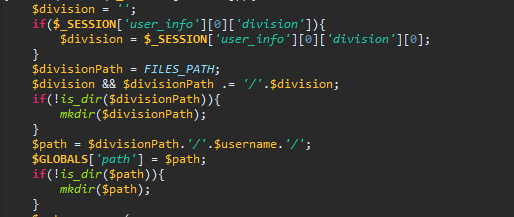 $division = '';
if($_SESSION['user_info'][0]['division']){
$division = $_SESSION['user_info'][0]['division'][0];
}
$divisionPath = FILES_PATH;
$division && $divisionPath .= '/'.$division;
if(!is_dir($divisionPath)){
mkdir($divisionPath);
}
$path = $divisionPath.'/'.$username.'/';
$GLOBALS['path'] = $path;
if(!is_dir($path)){
mkdir($path);
}